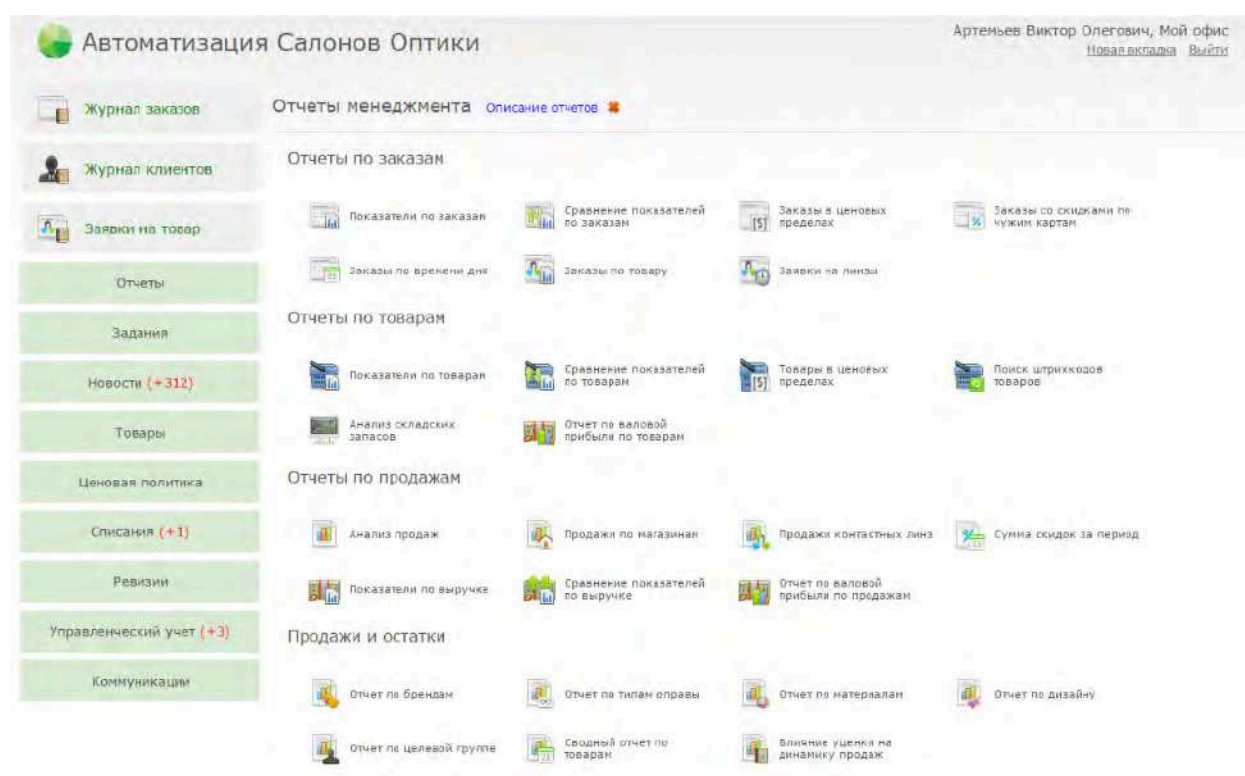 Автоматизация Салонов Оптики
Артемьев Виктор Олегович, Мой офис
Новая вкладка Выйти
Журнал заказов
Журнал клиентов
Заявки на товар
Отчеты
Задания
Новости (+312)
Товары
Ценовая политика
Списания (+1)
Ревизии
Управленческий учет (+3)
Коммуникации
Отчеты менеджмента Описание отчетов
Отчеты по заказам
Показатели по заказам
Сравнение показателей
по заказам
Заказы в ценовых
пределах
Заказы со скидками по
чужим картам
Заказы по времени дня
Заказы по товару
Заявки на линзы
Отчеты по товарам
Показатели по товарам
Сравнение показателей
по товарам
Товары в ценовых
пределах
Поиск штрихкодов
товаров
Анализ складских
запасов
Отчет по валовой
прибыли по товарам
Отчеты по продажам
Анализ продаж
Продажи по магазинам
Продажи контактных линз
Сумма скидок за период
Показатели по выручке
Сравнение показателей
по выручке
Отчет по валовой
прибыли по продажам
Продажи и остатки
Отчет по брендам
Отчет по типам оправы
Отчет по материалам
Отчет по дизайну
Отчет по целевой группе
Сводный отчет по
товарам
Влияние уценки на
динамику продаж